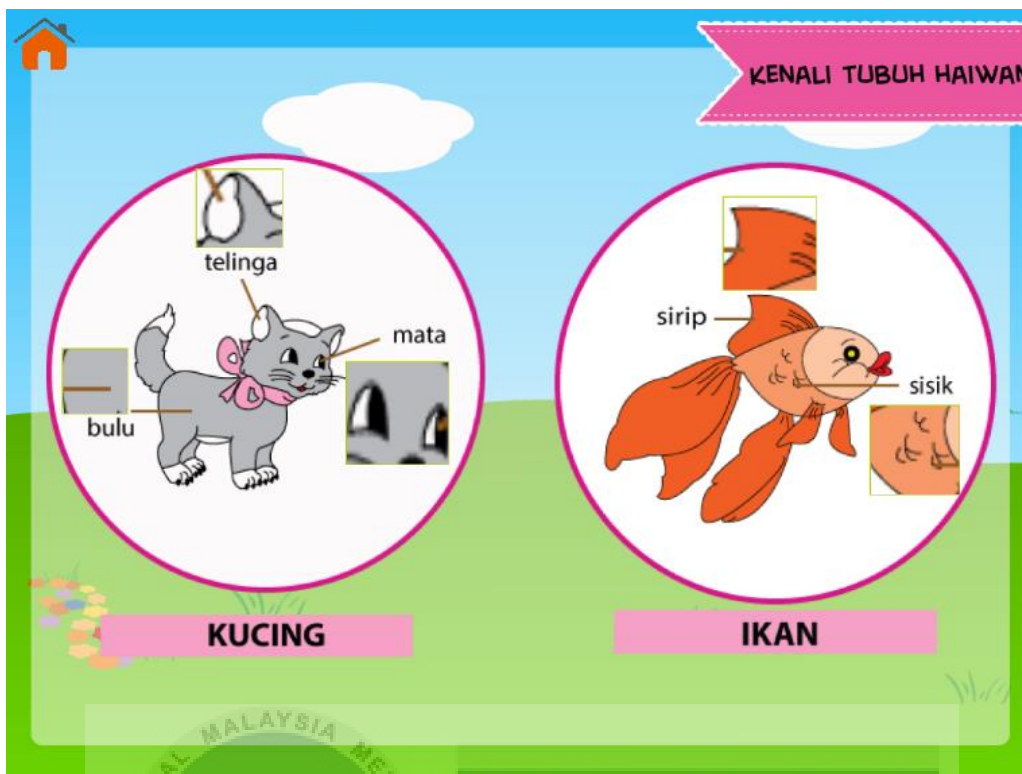 KENALI TUBUH HAIWAN
telinga
mata
bulu
KUCING
sirip
sisik
IKAN
MALAYSIA